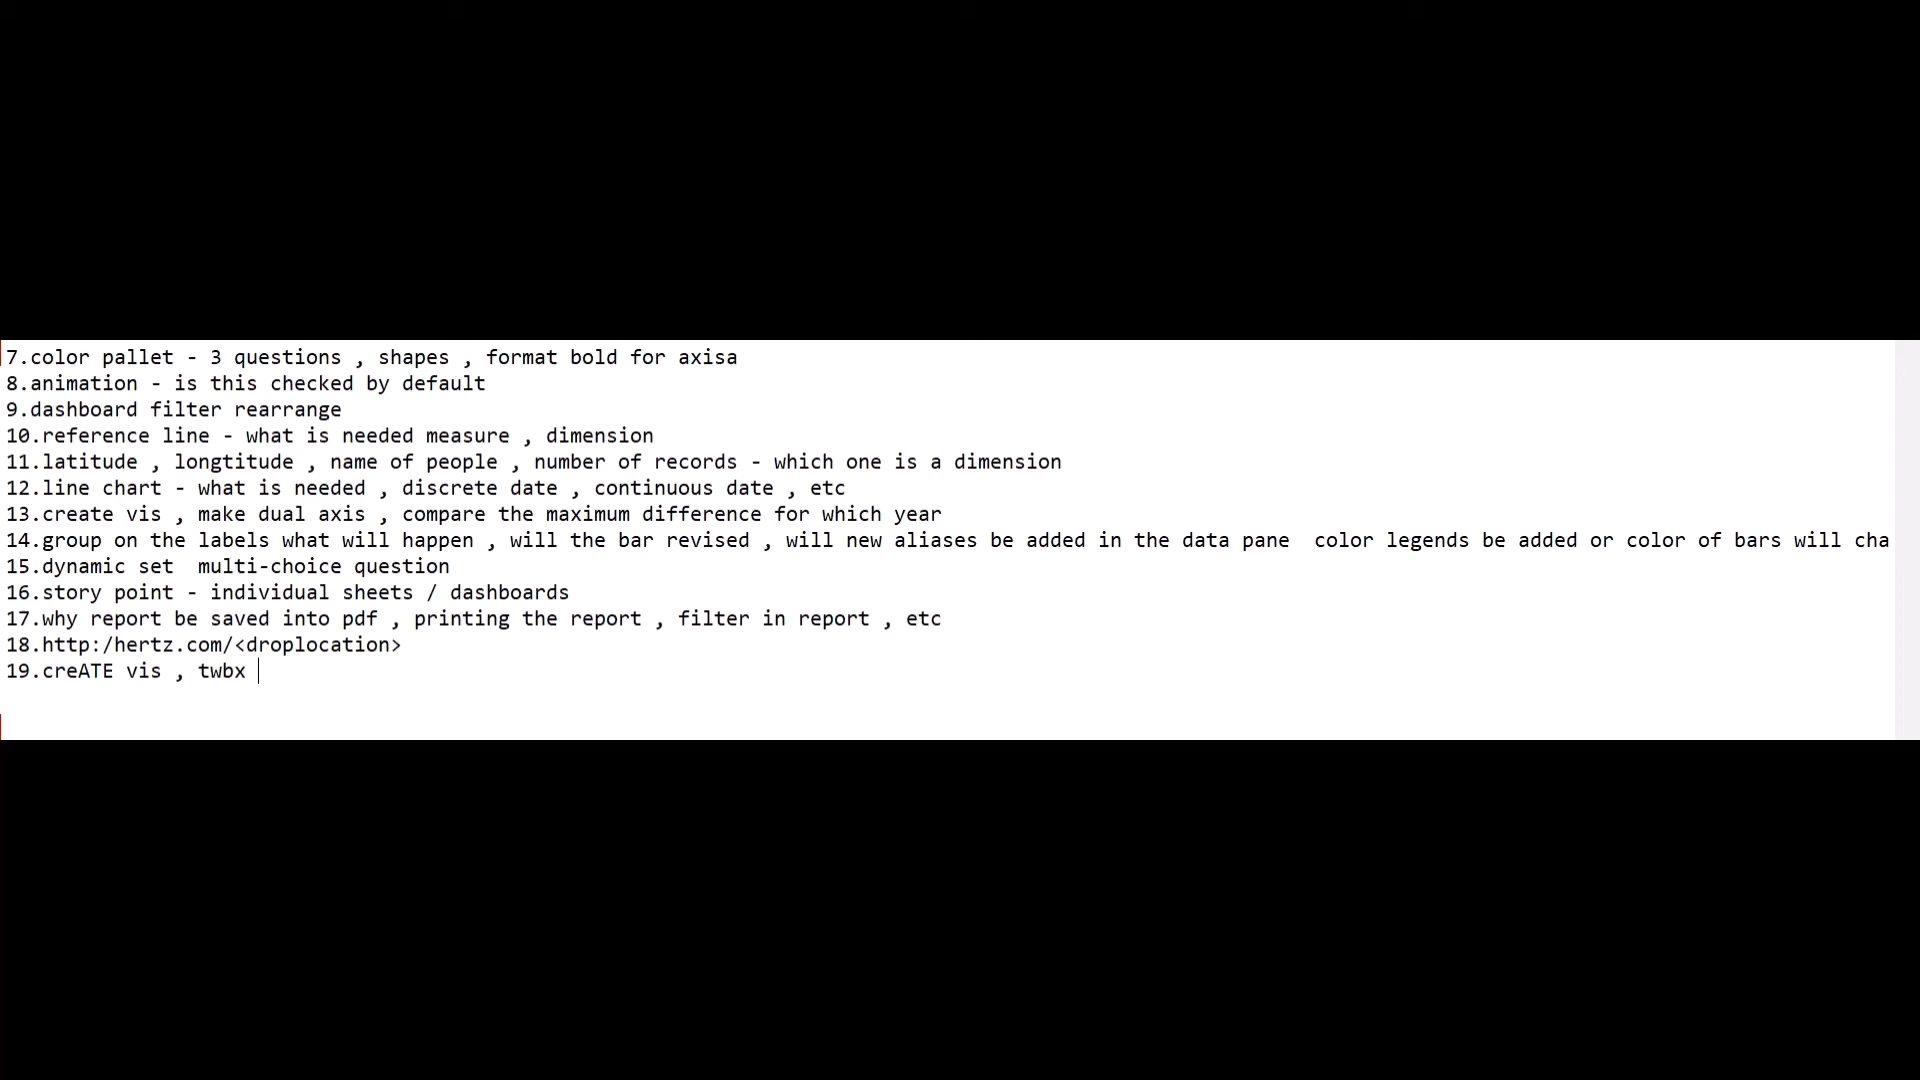 7.color pallet - 3 questions , shapes , format bold for axisa
8.animation - is this checked by default
9.dashboard filter rearrange
10.reference line - what is needed measure , dimension
11.latitude , longtitude , name of people , number of records - which one is a dimension
12.line chart - what is needed , discrete date , continuous date , etc
13.create vis , make dual axis , compare the maximum difference for which year
14.group on the labels what will happen , will the bar revised , will new aliases be added in the data pane  color legends be added or color of bars will cha
15.dynamic set  multi-choice question
16.story point - individual sheets / dashboards
17.why report be saved into pdf , printing the report , filter in report , etc
18.http:/hertz.com/<droplocation>
19.creATE vis , twbx